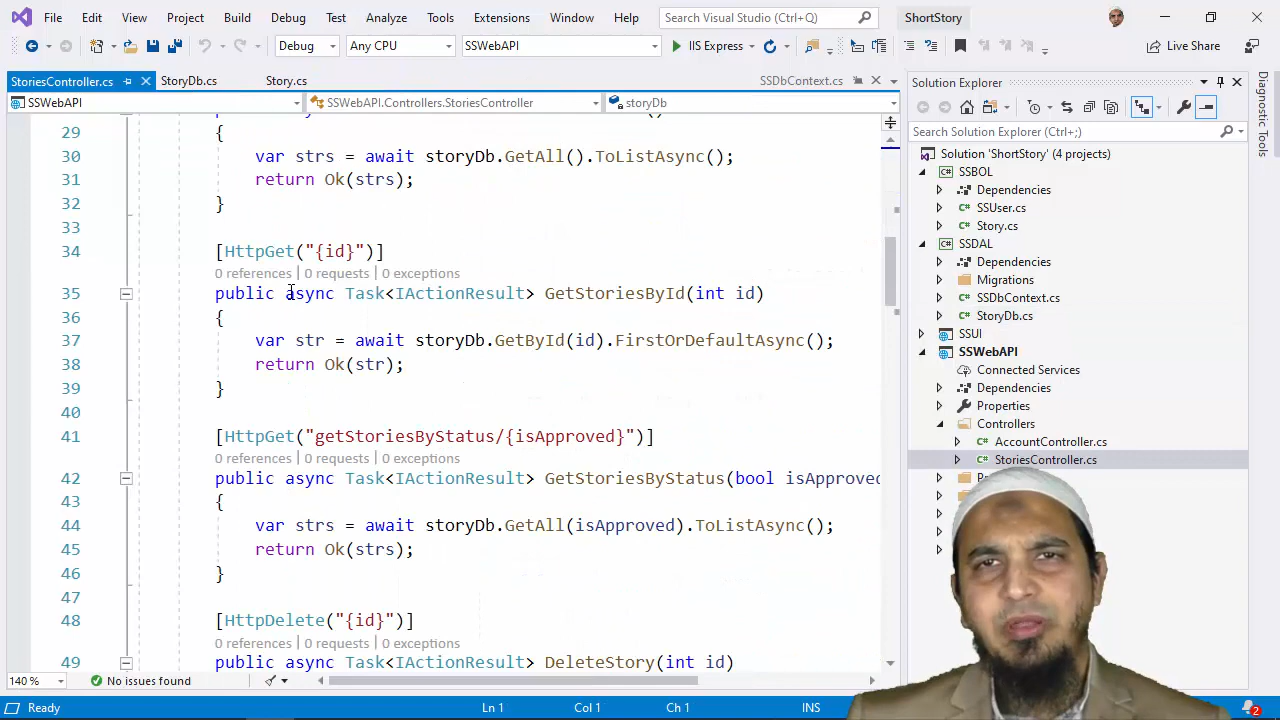 File Edit View Project Build Debug Test Analyze Tools Extensions Window Help Search Visual Studio (Ctrl+Q) ShortStory
Debug Any CPU SSWebAPI IIS Express Live Share
StoriesController.cs StoryDb.cs Story.cs SSDbContext.cs
SSWebAPI SSWebAPI.Controllers.StoriesController storyDb
29 {
30 var strs = await storyDb.GetAll().ToListAsync();
31 return Ok(strs);
32 }
33
34 [HttpGet("{id}")]
0 references | 0 requests | 0 exceptions
35 public async Task<IActionResult> GetStoriesById(int id)
36 {
37 var str = await storyDb.GetById(id).FirstOrDefaultAsync();
38 return Ok(str);
39 }
40
41 [HttpGet("getStoriesByStatus/{isApproved}")]
0 references | 0 requests | 0 exceptions
42 public async Task<IActionResult> GetStoriesByStatus(bool isApproved
43 {
44 var strs = await storyDb.GetAll(isApproved).ToListAsync();
45 return Ok(strs);
46 }
47
48 [HttpDelete("{id}")]
0 references | 0 requests | 0 exceptions
49 public async Task<IActionResult> DeleteStory(int id)
140 % No issues found
Ready Ln 1 Col 1 Ch 1 INS 2
Solution Explorer
Search Solution Explorer (Ctrl+;)
Solution 'ShortStory' (4 projects)
SSBOL
Dependencies
SSUser.cs
Story.cs
SSDAL
Dependencies
Migrations
SSDbContext.cs
StoryDb.cs
SSUI
SSWebAPI
Connected Services
Dependencies
Properties
Controllers
AccountController.cs
StoriesController.cs
Diagnostic Tools